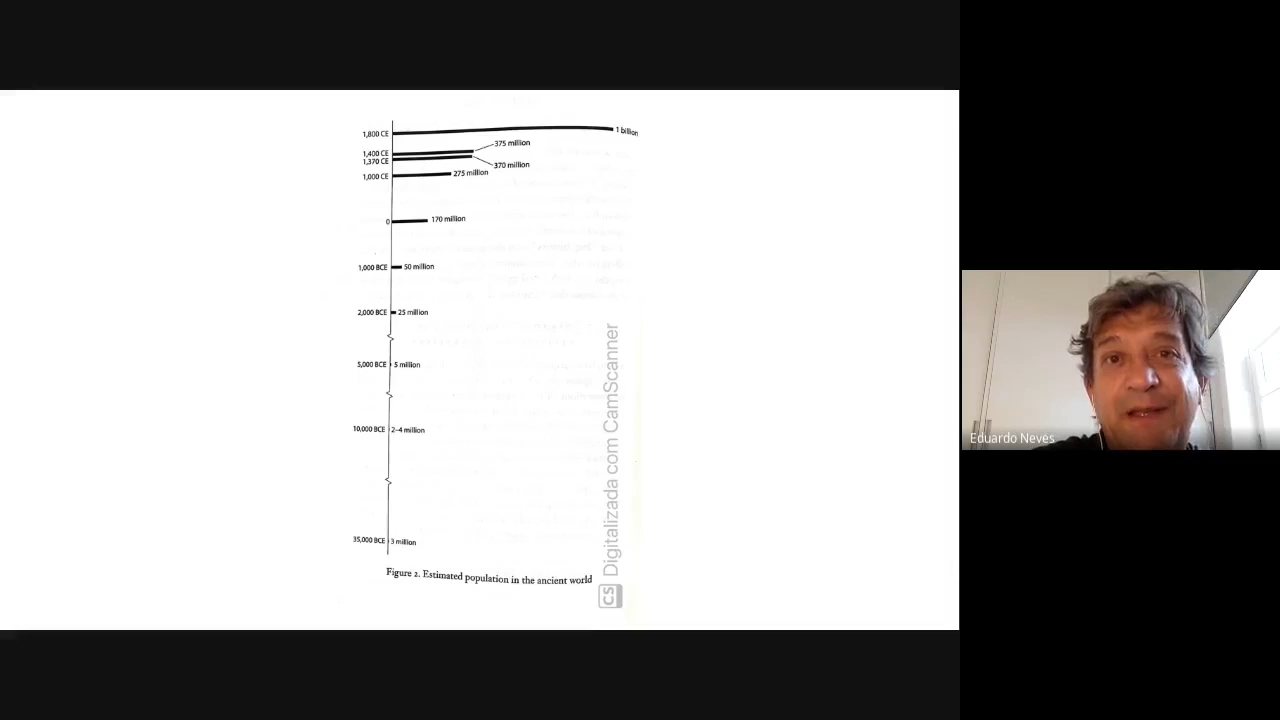 1,800 CE
1 billion
375 million
1,400 CE
1,370 CE
370 million
1,000 CE
275 million
0
170 million
1,000 BCE
50 million
2,000 BCE
25 million
5,000 BCE
5 million
10,000 BCE
2–4 million
35,000 BCE
3 million
Figure 2. Estimated population in the ancient world
CS Digitalizada com CamScanner
Eduardo Neves